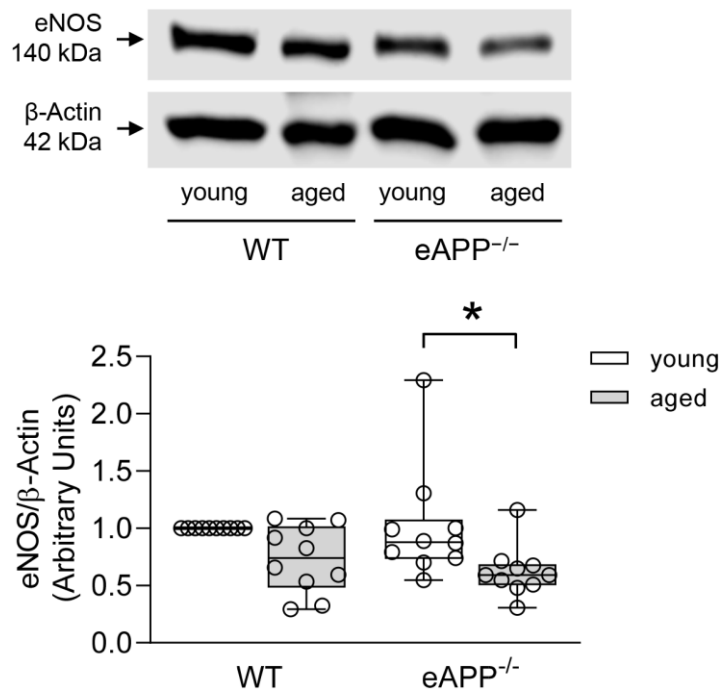 eNOS
140 kDa
β-Actin
42 kDa
young aged young aged
WT eAPP⁻/⁻
*
2.5
2.0
1.5
1.0
0.5
0.0
eNOS/β-Actin
(Arbitrary Units)
young
aged
WT eAPP⁻/⁻